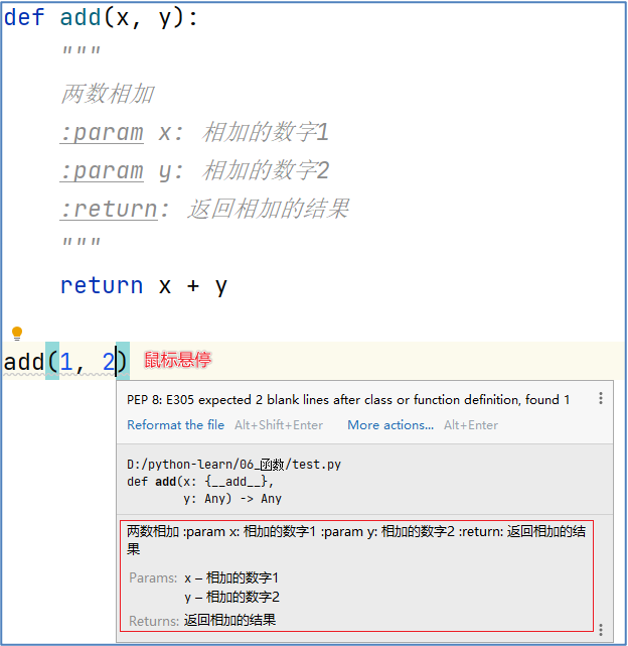 def add(x, y):
"""
两数相加
:param x: 相加的数字1
:param y: 相加的数字2
:return: 返回相加的结果
"""
return x + y
add(1, 2) 鼠标悬停
PEP 8: E305 expected 2 blank lines after class or function definition, found 1
Reformat the file Alt+Shift+Enter More actions... Alt+Enter
D:/python-learn/06_函数/test.py
def add(x: {__add__},
y: Any) -> Any
两数相加 :param x: 相加的数字1 :param y: 相加的数字2 :return: 返回相加的结
果
Params: x – 相加的数字1
y – 相加的数字2
Returns: 返回相加的结果